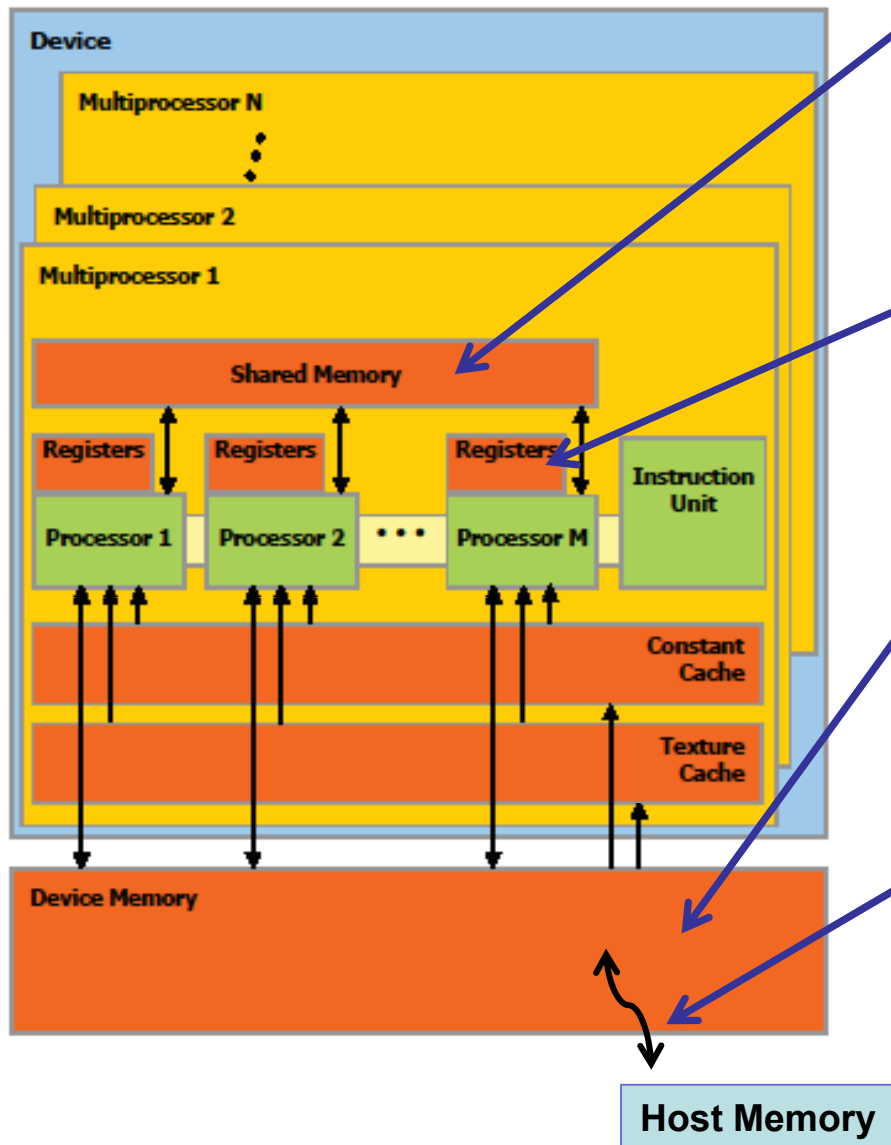 Device
Multiprocessor N
Multiprocessor 2
Multiprocessor 1
Shared Memory
Registers
Registers
Registers
Instruction
Unit
Processor 1
Processor 2
• • •
Processor M
Constant
Cache
Texture
Cache
Device Memory
Host Memory